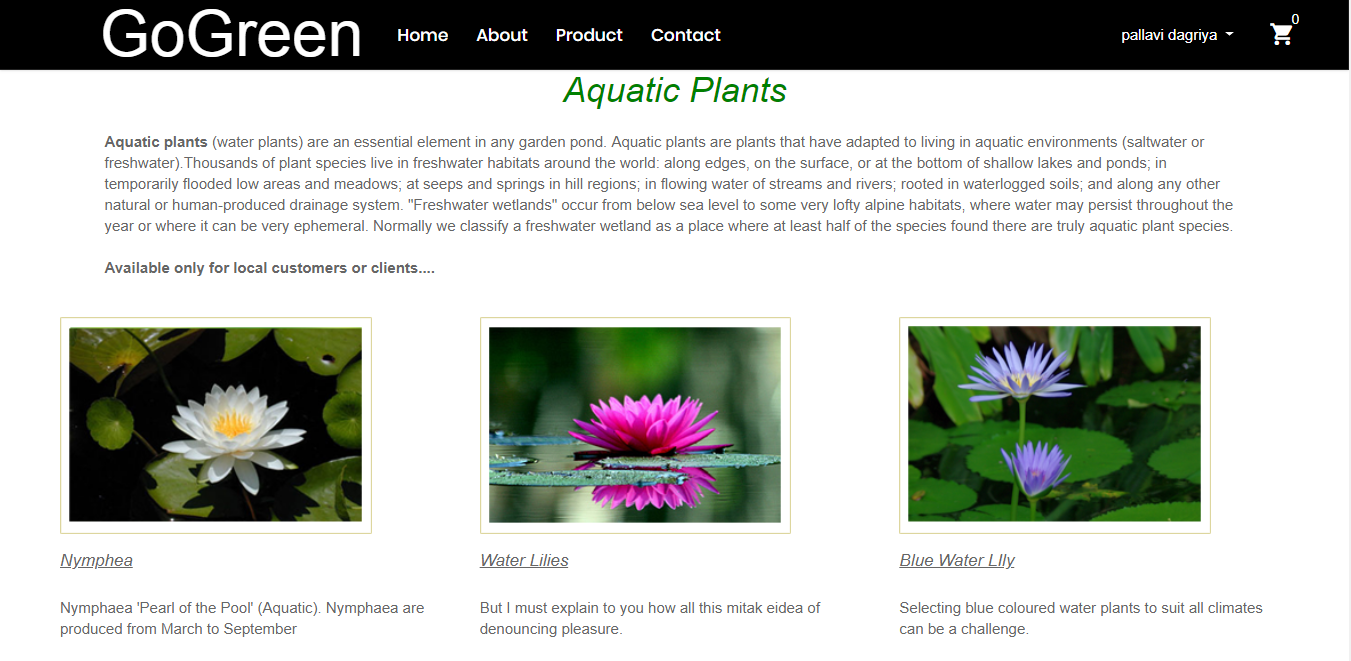 GoGreen Home About Product Contact pallavi dagriya 0
Aquatic Plants
Aquatic plants (water plants) are an essential element in any garden pond. Aquatic plants are plants that have adapted to living in aquatic environments (saltwater or
freshwater).Thousands of plant species live in freshwater habitats around the world: along edges, on the surface, or at the bottom of shallow lakes and ponds; in
temporarily flooded low areas and meadows; at seeps and springs in hill regions; in flowing water of streams and rivers; rooted in waterlogged soils; and along any other
natural or human-produced drainage system. "Freshwater wetlands" occur from below sea level to some very lofty alpine habitats, where water may persist throughout the
year or where it can be very ephemeral. Normally we classify a freshwater wetland as a place where at least half of the species found there are truly aquatic plant species.
Available only for local customers or clients....
Nymphea
Nymphaea 'Pearl of the Pool' (Aquatic). Nymphaea are
produced from March to September
Water Lilies
But I must explain to you how all this mitak eidea of
denouncing pleasure.
Blue Water LIly
Selecting blue coloured water plants to suit all climates
can be a challenge.